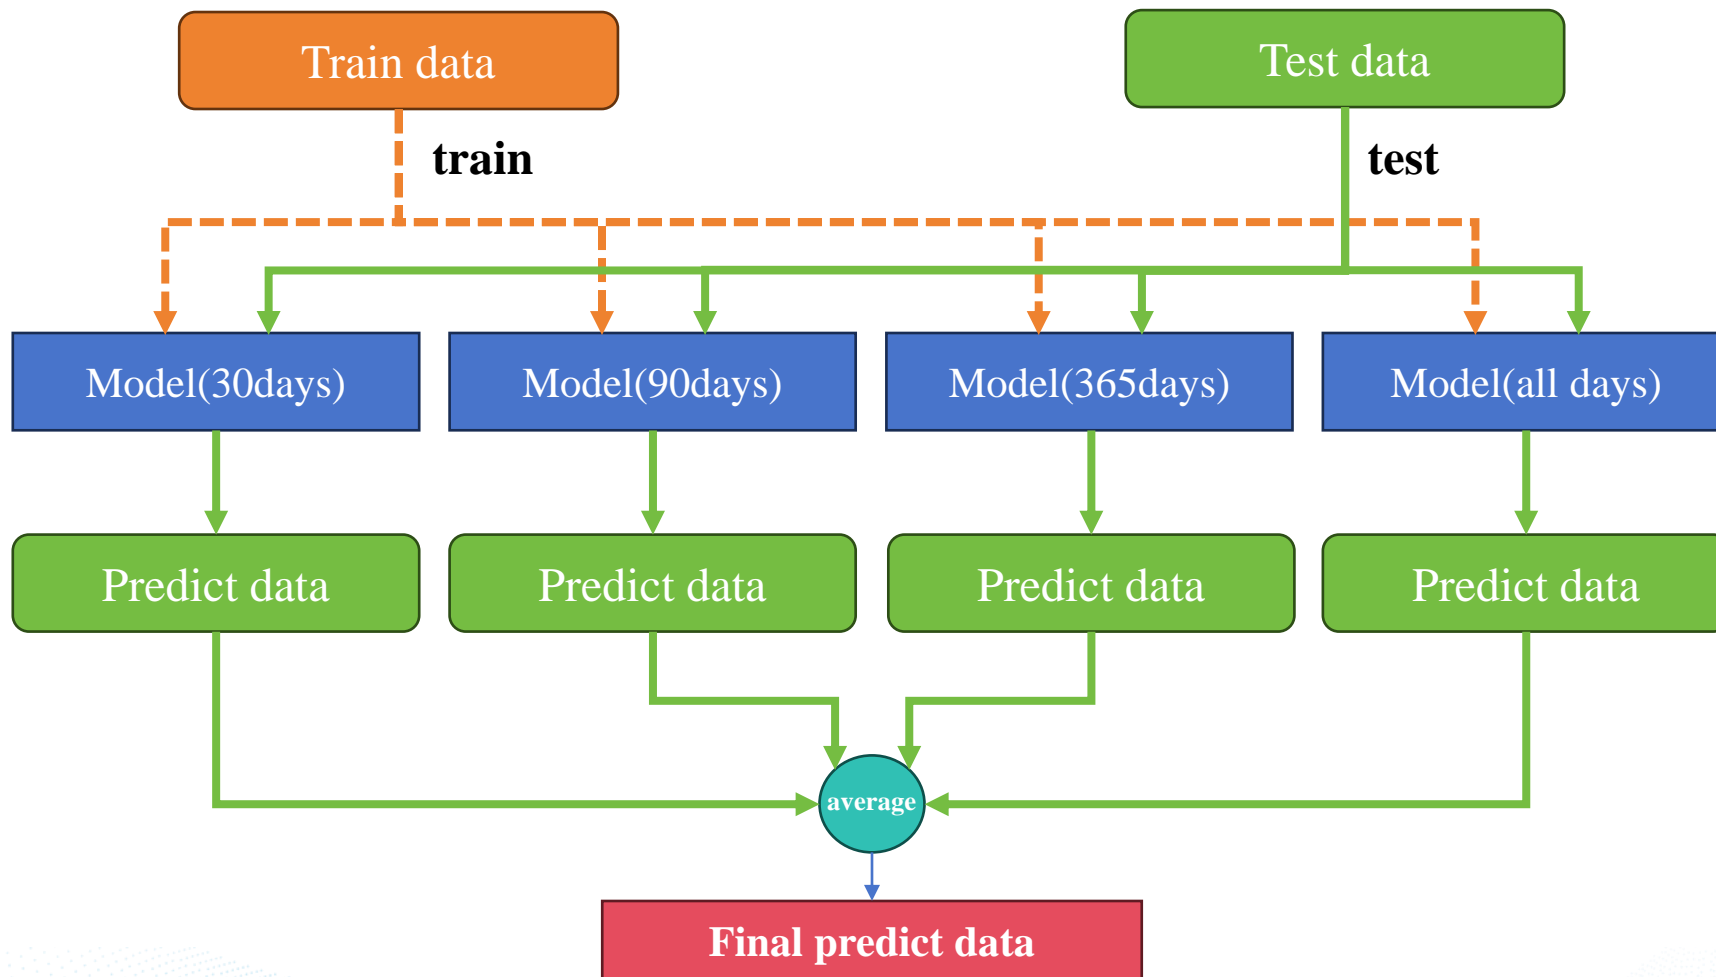 Train data
Test data
train
test
Model(30days)
Model(90days)
Model(365days)
Model(all days)
Predict data
Predict data
Predict data
Predict data
average
Final predict data